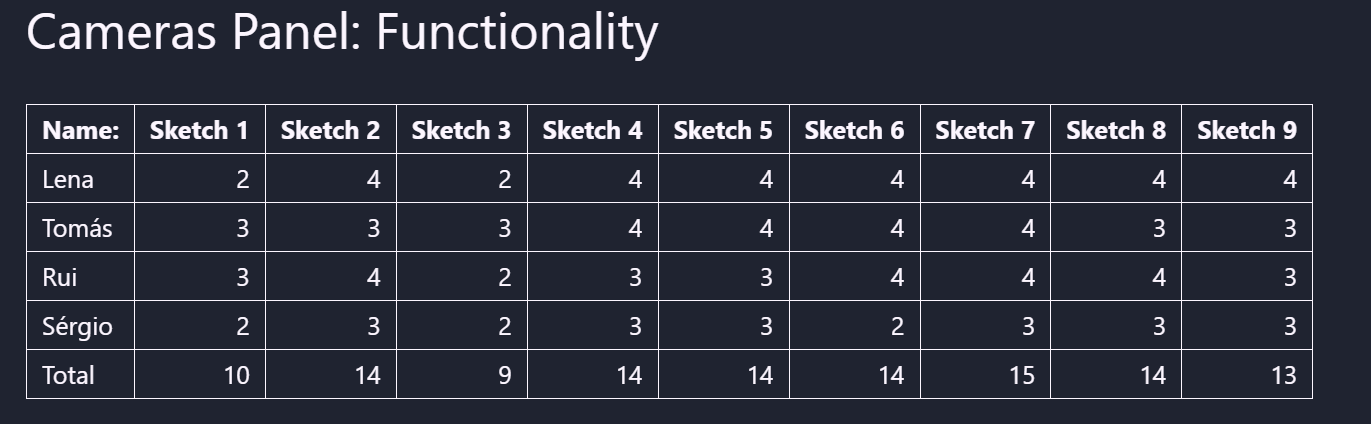 Cameras Panel: Functionality
Name: Sketch 1 Sketch 2 Sketch 3 Sketch 4 Sketch 5 Sketch 6 Sketch 7 Sketch 8 Sketch 9
Lena 2 4 2 4 4 4 4 4 4
Tomás 3 3 3 4 4 4 4 3 3
Rui 3 4 2 3 3 4 4 4 3
Sérgio 2 3 2 3 3 2 3 3 3
Total 10 14 9 14 14 14 15 14 13